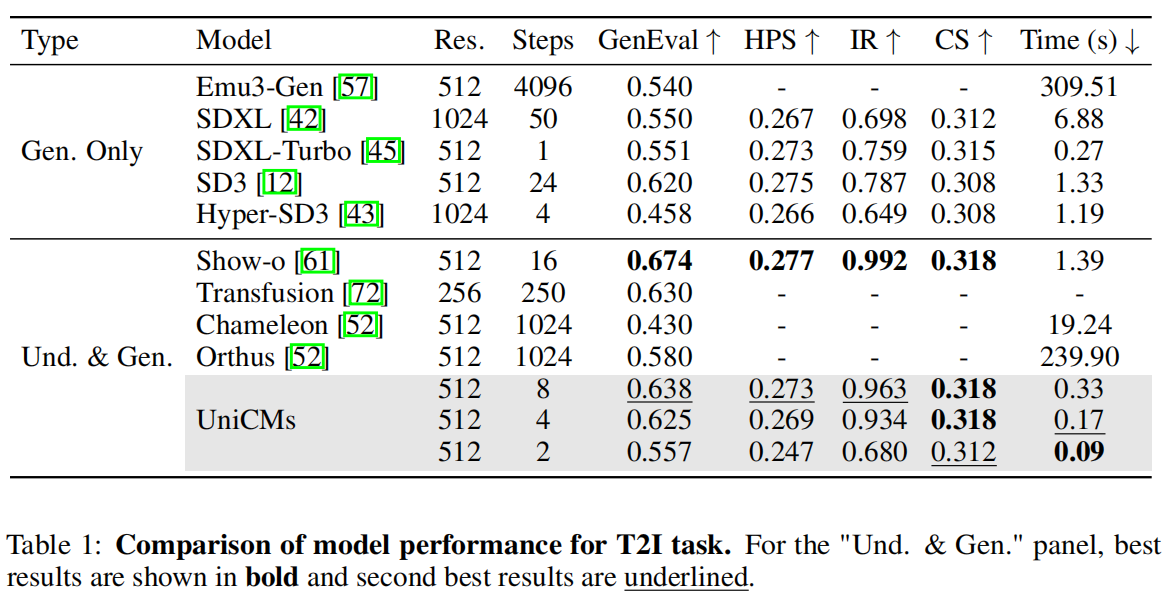 Type Model Res. Steps GenEval ↑ HPS ↑ IR ↑ CS ↑ Time (s) ↓
Emu3-Gen [57] 512 4096 0.540 - - - 309.51
SDXL [42] 1024 50 0.550 0.267 0.698 0.312 6.88
Gen. Only SDXL-Turbo [45] 512 1 0.551 0.273 0.759 0.315 0.27
SD3 [12] 512 24 0.620 0.275 0.787 0.308 1.33
Hyper-SD3 [43] 1024 4 0.458 0.266 0.649 0.308 1.19
Show-o [61] 512 16 0.674 0.277 0.992 0.318 1.39
Transfusion [72] 256 250 0.630 - - - -
Chameleon [52] 512 1024 0.430 - - - 19.24
Und. & Gen. Orthus [52] 512 1024 0.580 - - - 239.90
512 8 0.638 0.273 0.963 0.318 0.33
UniCMs 512 4 0.625 0.269 0.934 0.318 0.17
512 2 0.557 0.247 0.680 0.312 0.09
Table 1: Comparison of model performance for T2I task. For the "Und. & Gen." panel, best
results are shown in bold and second best results are underlined.